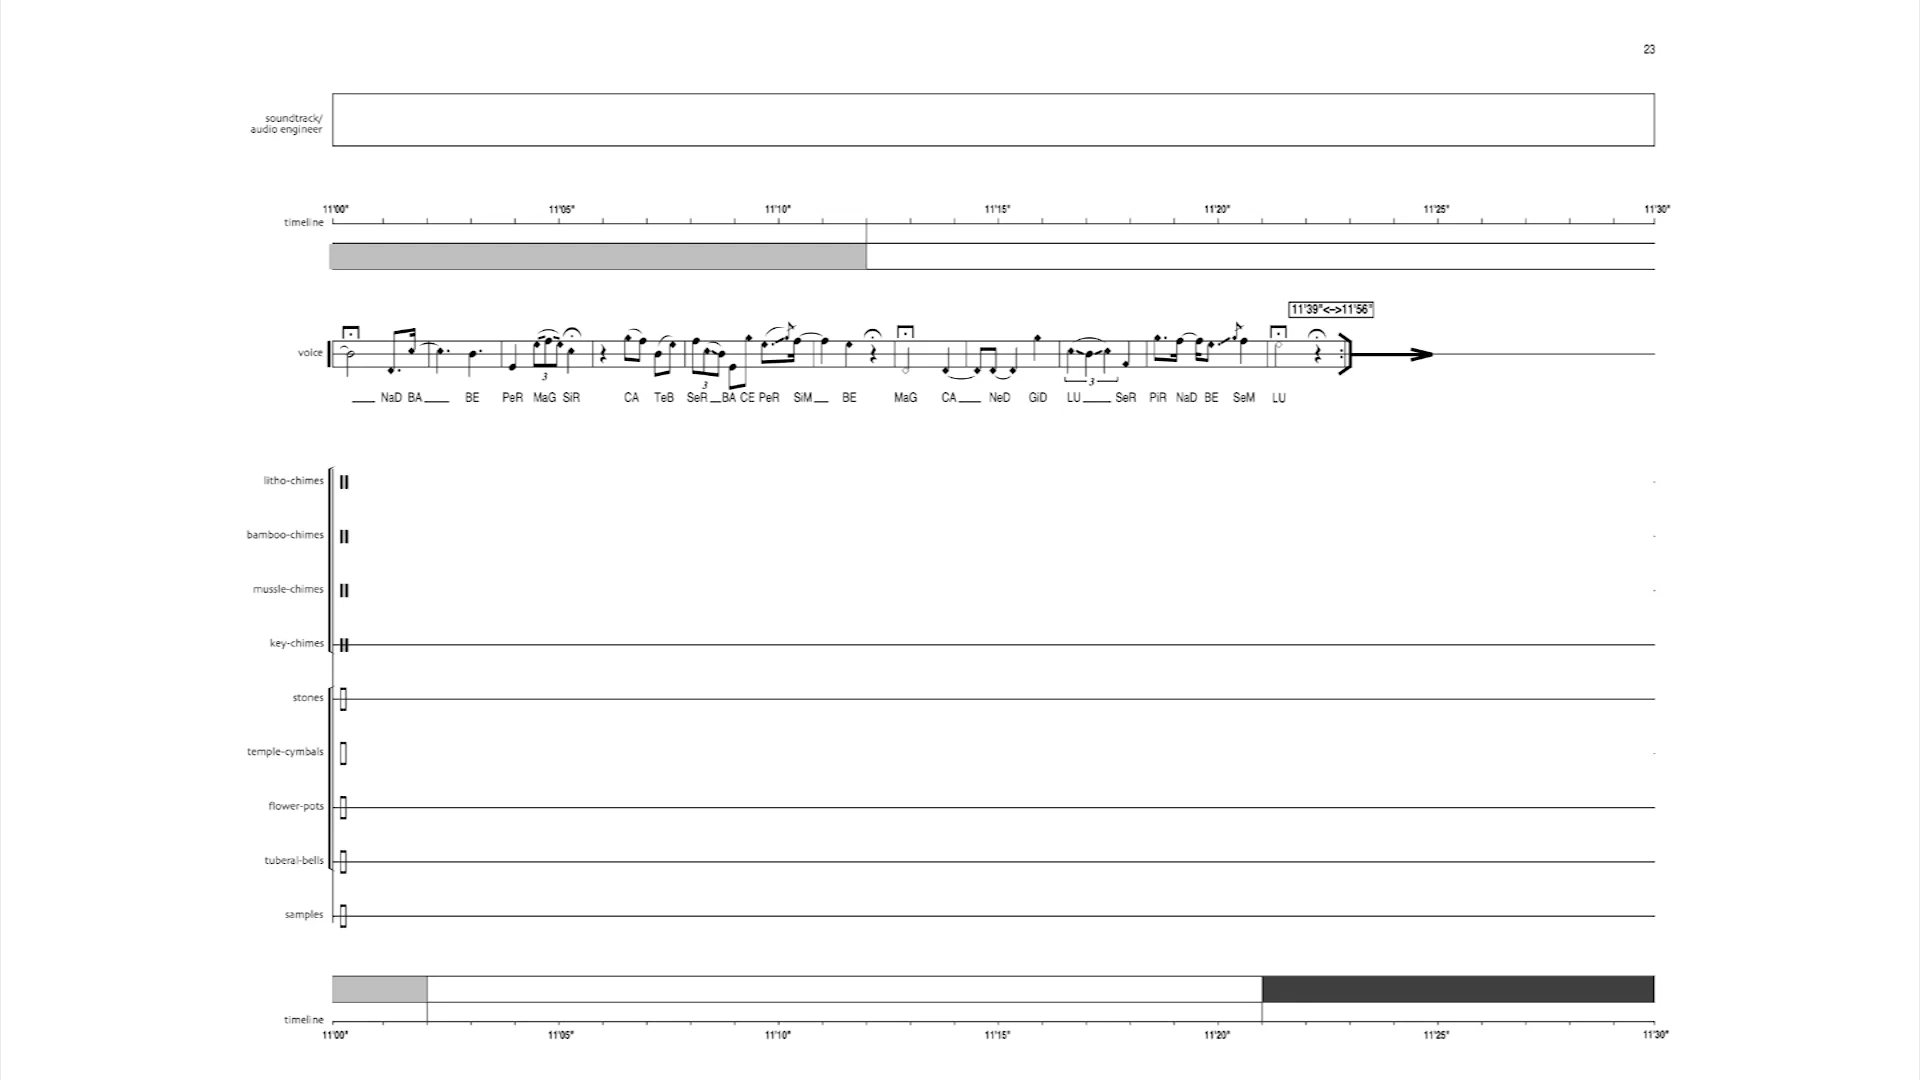 23
soundtrack/
audio engineer
11'00" 11'05" 11'10" 11'15" 11'20" 11'25" 11'30"
timeline
11'39"<-->11'56"
voice
3 3 3
NaD BA BE PeR MaG SiR CA TeB SeR BA CE PeR SiM BE MaG CA NeD GiD LU SeR PiR NaD BE SeM LU
litho-chimes
bamboo-chimes
mussle-chimes
key-chimes
stones
temple-cymbals
flower-pots
tuberal-bells
samples
timeline
11'00" 11'05" 11'10" 11'15" 11'20" 11'25" 11'30"